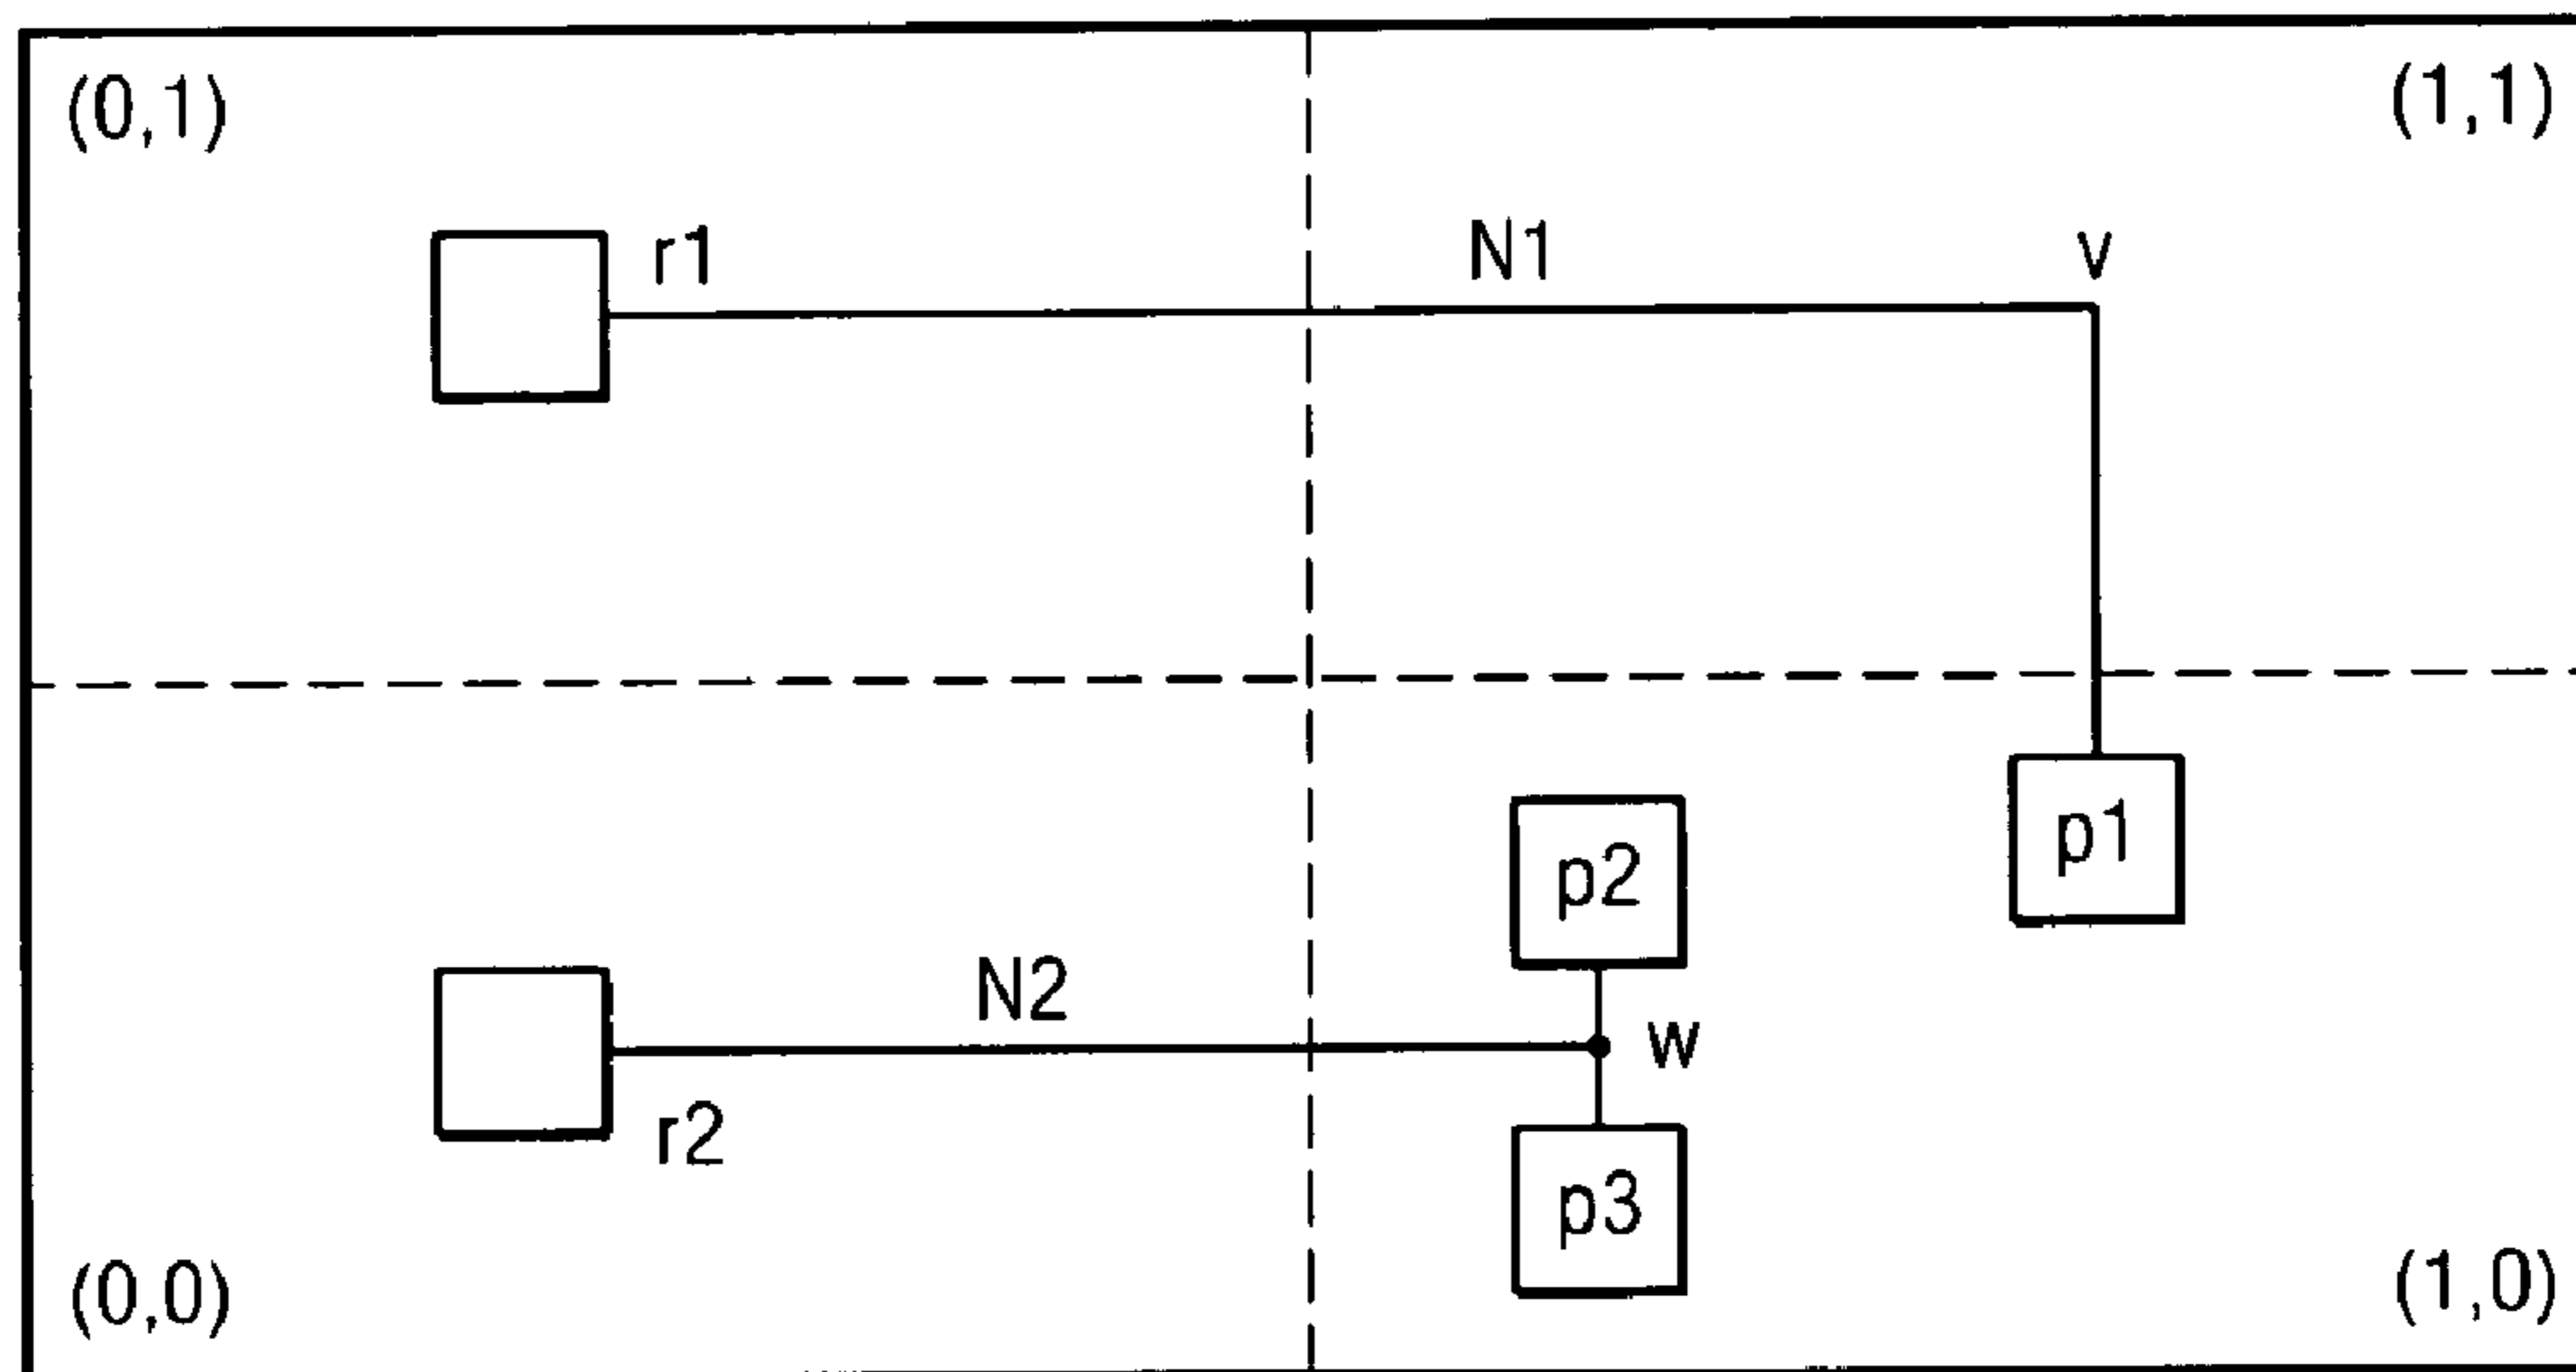 (0,1)
(1,1)
r1
N1
v
p1
p2
N2
w
r2
p3
(0,0)
(1,0)